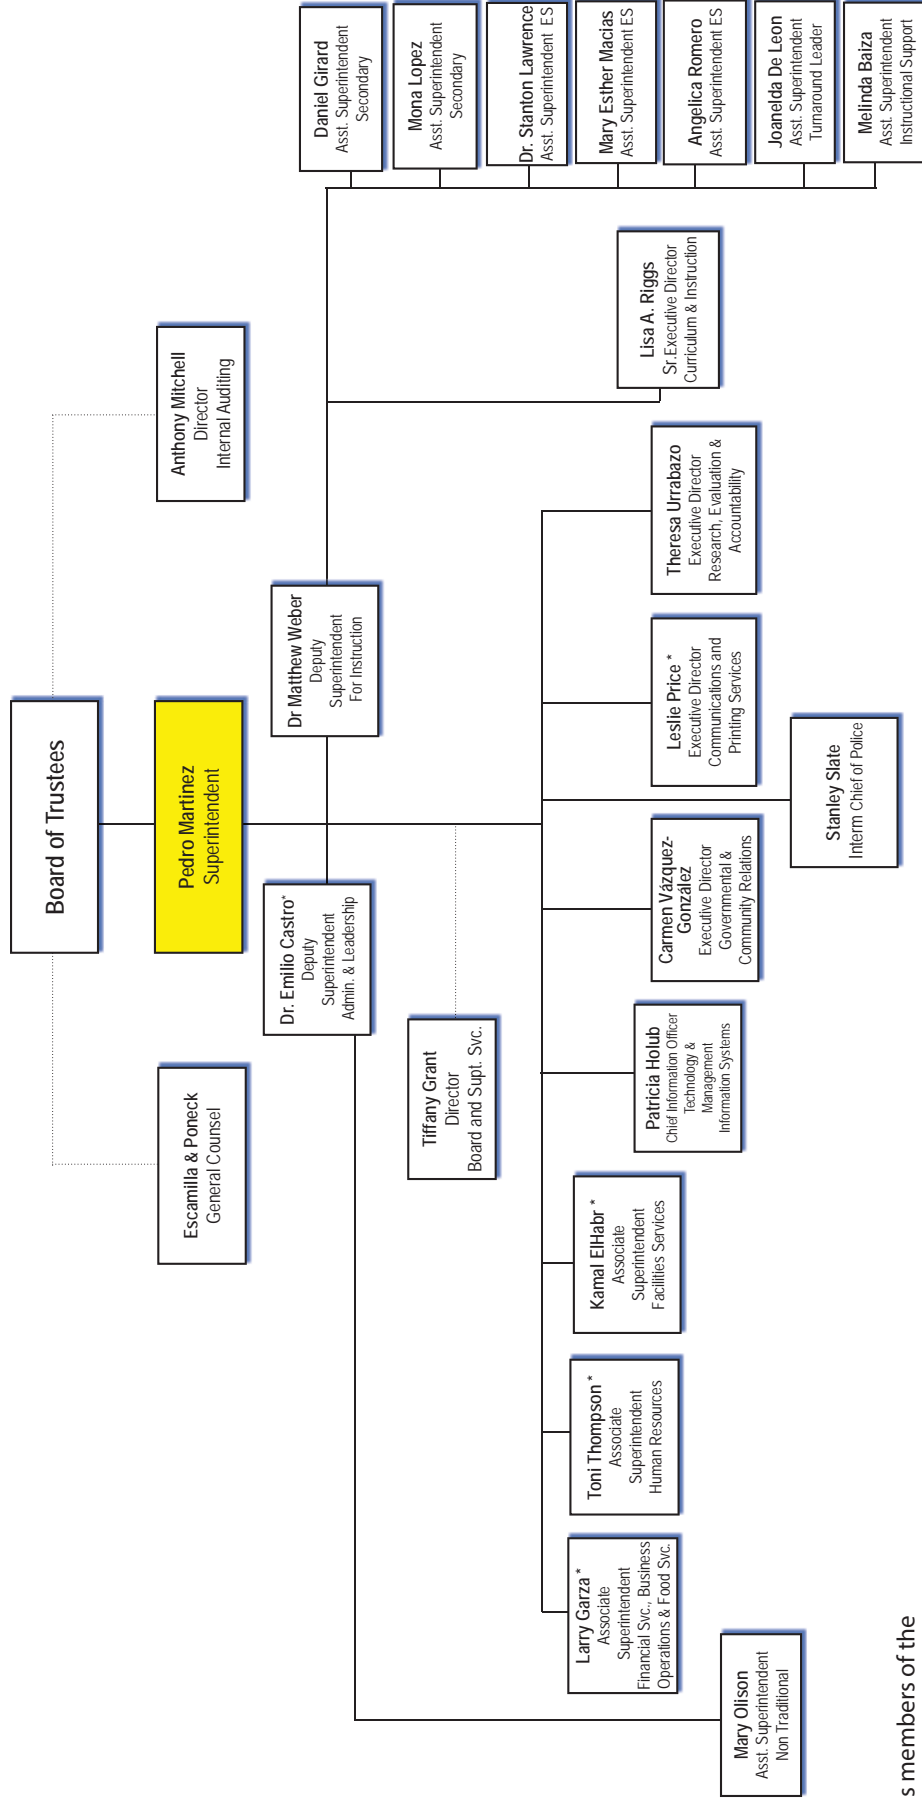 Board of Trustees
Escamilla & Poneck
General Counsel
Pedro Martinez
Superintendent
Anthony Mitchell
Director
Internal Auditing
Dr. Emilio Castro*
Deputy
Superintendent
Admin. & Leadership
Dr Matthew Weber
Deputy
Superintendent
For Instruction
Daniel Girard
Asst. Superintendent
Secondary
Mona Lopez
Asst. Superintendent
Secondary
Dr. Stanton Lawrence
Asst. Superintendent ES
Mary Esther Macias
Asst. Superintendent ES
Angelica Romero
Asst. Superintendent ES
Joanelda De Leon
Asst. Superintendent
Turnaround Leader
Melinda Baiza
Asst. Superintendent
Instructional Support
Tiffany Grant
Director
Board and Supt. Svc.
Lisa A. Riggs
Sr.Executive Director
Curriculum & Instruction
Larry Garza *
Associate
Superintendent
Financial Svc., Business
Operations & Food Svc.
Toni Thompson *
Associate
Superintendent
Human Resources
Kamal ElHabr *
Associate
Superintendent
Facilities Services
Patricia Holub
Chief Information Officer
Technology &
Management
Information Systems
Carmen Vázquez-
González
Executive Director
Governmental &
Community Relations
Leslie Price *
Executive Director
Communications and
Printing Services
Theresa Urrabazo
Executive Director
Research, Evaluation &
Accountability
Mary Olison
Asst. Superintendent
Non Traditional
Stanley Slate
Interm Chief of Police
s members of the